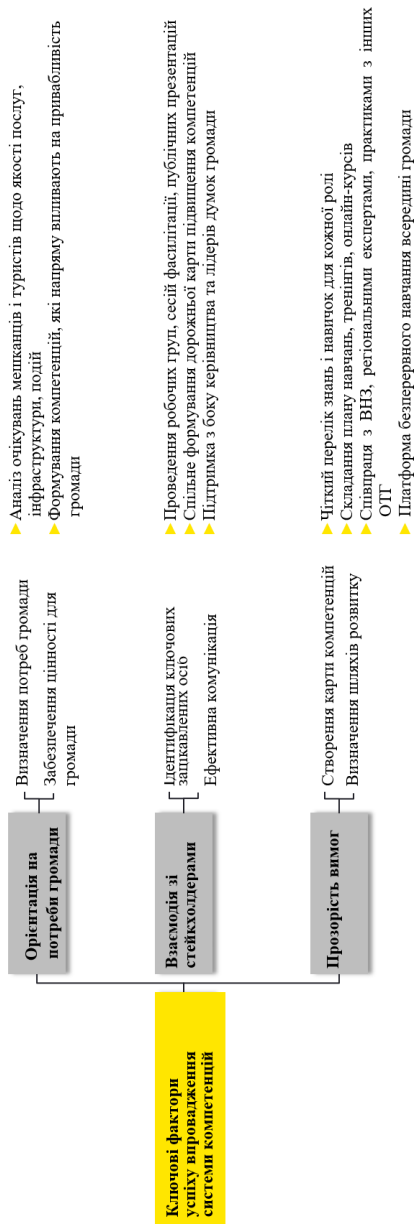 Ключові фактори
успіху впровадження
системи компетенцій
Орієнтація на
потреби громади
Визначення потреб громади
Забезпечення цінності для
громади
Аналіз очікувань мешканців і туристів щодо якості послуг,
інфраструктури, подій
Формування компетенцій, які напряму впливають на привабливість
громади
Взаємодія зі
стейкхолдерами
Ідентифікація ключових
зацікавлених осіб
Ефективна комунікація
Проведення робочих груп, сесій фасилітації, публічних презентацій
Спільне формування дорожньої карти підвищення компетенцій
Підтримка з боку керівництва та лідерів думок громади
Прозорість вимог
Створення карти компетенцій
Визначення шляхів розвитку
Чіткий перелік знань і навичок для кожної ролі
Складання плану навчань, тренінгів, онлайн-курсів
Співпраця з ВНЗ, регіональними експертами, практиками з інших
ОТГ
Платформа безперервного навчання всередині громади